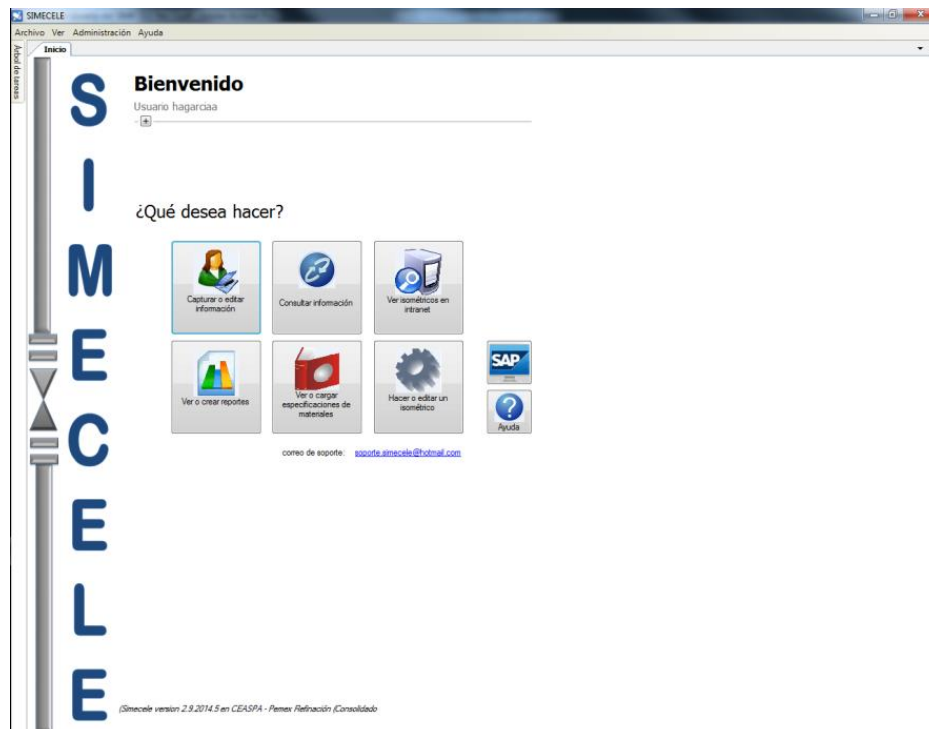 SIMECELE
Archivo Ver Administración Ayuda
Árbol de tareas
Inicio
SIMECELE
Bienvenido
Usuario hagarciaa
¿Qué desea hacer?
Capturar o editar
información
Consultar información
Ver isométricos en
intranet
Ver o crear reportes
Ver o cargar
especificaciones de
materiales
Hacer o editar un
isométrico
SAP
Ayuda
correo de soporte: soporte.simecele@hotmail.com
(Simecele version 2.9.2014.5 en CEASPA - Pemex Refinación (Consolidado